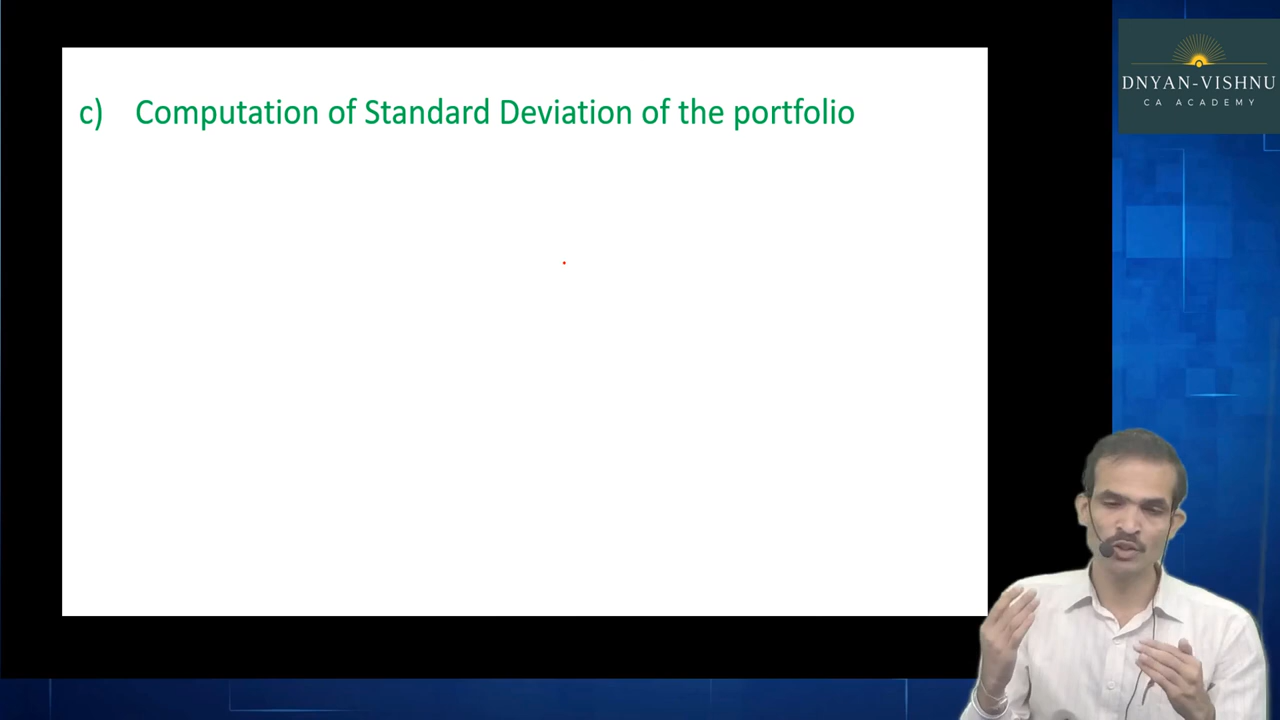 c) Computation of Standard Deviation of the portfolio
DNYAN-VISHNU
CA ACADEMY